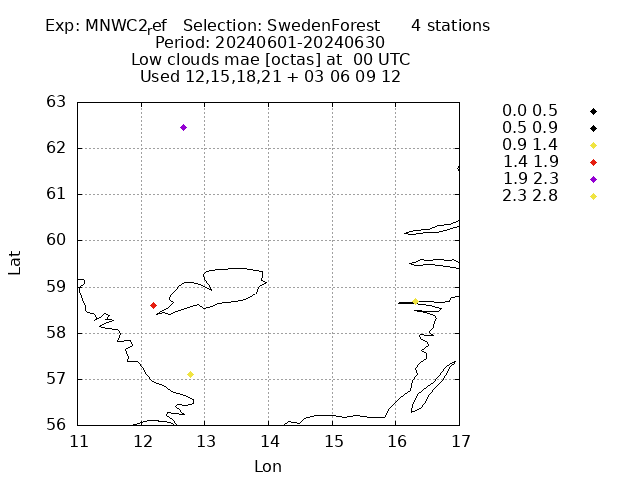 Exp: MNWC2ref   Selection: SwedenForest      4 stations
Period: 20240601-20240630
Low clouds mae [octas] at  00 UTC
Used 12,15,18,21 + 03 06 09 12
63
62
61
60
59
58
57
56
11 12 13 14 15 16 17
Lat
Lon
0.0 0.5
0.5 0.9
0.9 1.4
1.4 1.9
1.9 2.3
2.3 2.8